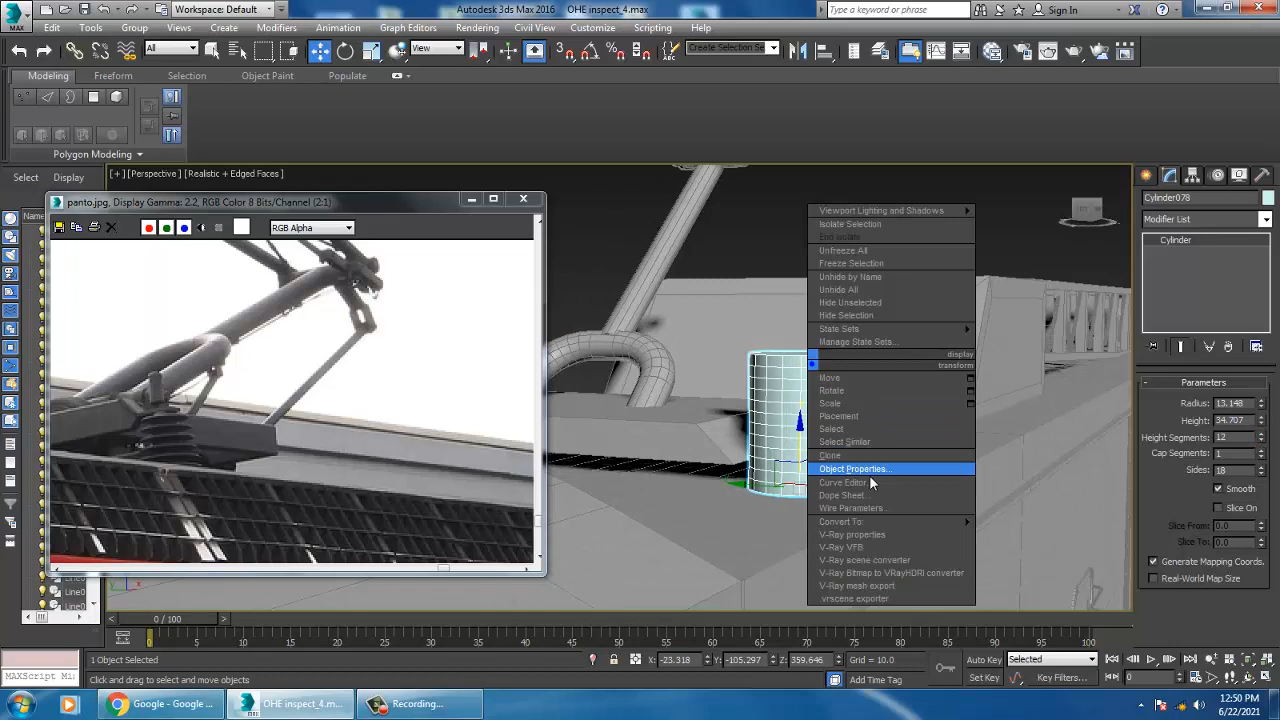 Workspace: Default
Autodesk 3ds Max 2016 OHE inspect_4.max
Type a keyword or phrase
Sign In
MAX
Edit Tools Group Views Create Modifiers Animation Graph Editors Rendering Civil View Customize Scripting Help
All
View
Create Selection Se
Modeling Freeform Selection Object Paint Populate
Polygon Modeling
Select Display
[+] [Perspective] [Realistic + Edged Faces]
panto.jpg, Display Gamma: 2.2, RGB Color 8 Bits/Channel (2:1)
RGB Alpha
Viewport Lighting and Shadows
Isolate Selection
End Isolate
Unfreeze All
Freeze Selection
Unhide by Name
Unhide All
Hide Unselected
Hide Selection
State Sets
Manage State Sets...
display
transform
Move
Rotate
Scale
Placement
Select
Select Similar
Clone
Object Properties...
Curve Editor...
Dope Sheet...
Wire Parameters...
Convert To:
V-Ray properties
V-Ray VFB
V-Ray scene converter
V-Ray Bitmap to VRayHDRI converter
V-Ray mesh export
.vrscene exporter
Cylinder078
Modifier List
Cylinder
Parameters
Radius: 13.148
Height: 34.707
Height Segments: 12
Cap Segments: 1
Sides: 18
Smooth
Slice On
Slice From: 0.0
Slice To: 0.0
Generate Mapping Coords.
Real-World Map Size
Line0
Line0
0 / 100
0 5 10 15 20 25 30 35 40 45 50 55 60 65 70 75 80 85 90 95 100
1 Object Selected
X: -23.318 Y: -105.297 Z: 359.646 Grid = 10.0
Auto Key Selected
MAXScript Mi
Click and drag to select and move objects
Add Time Tag
Set Key Key Filters... 0
Google - Google ...
OHE inspect_4.max ...
Recording...
12:50 PM
6/22/2021